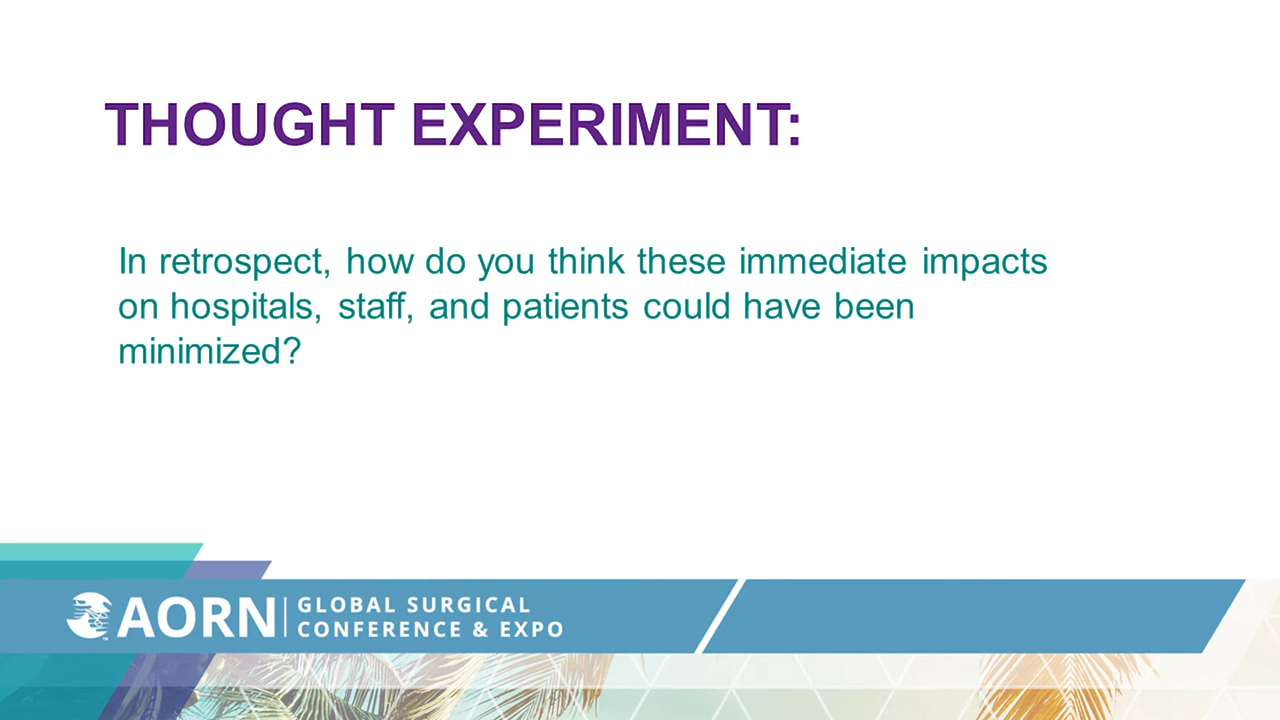 THOUGHT EXPERIMENT:
In retrospect, how do you think these immediate impacts
on hospitals, staff, and patients could have been
minimized?
AORN
GLOBAL SURGICAL
CONFERENCE & EXPO